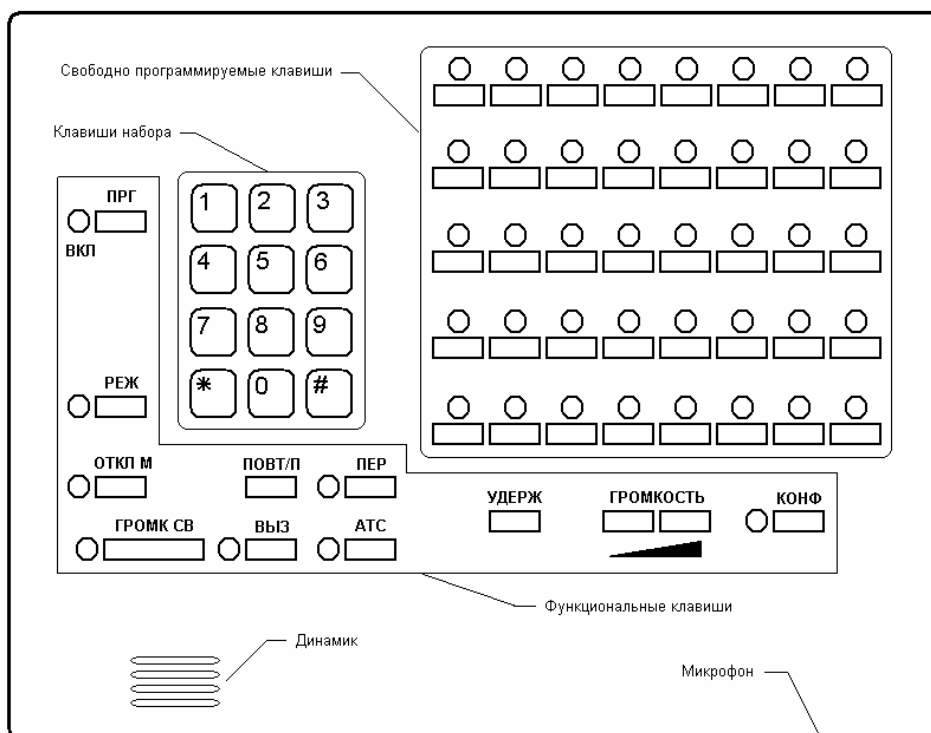 Свободно программируемые клавиши
Клавиши набора
ПРГ
ВКЛ
1 2 3
4 5 6
7 8 9
* 0 #
РЕЖ
ОТКЛ М
ПОВТ/П
ПЕР
УДЕРЖ
ГРОМКОСТЬ
КОНФ
ГРОМК СВ
ВЫЗ
АТС
Функциональные клавиши
Динамик
Микрофон